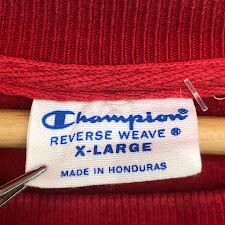 Champion
REVERSE WEAVE ®
X-LARGE
MADE IN HONDURAS